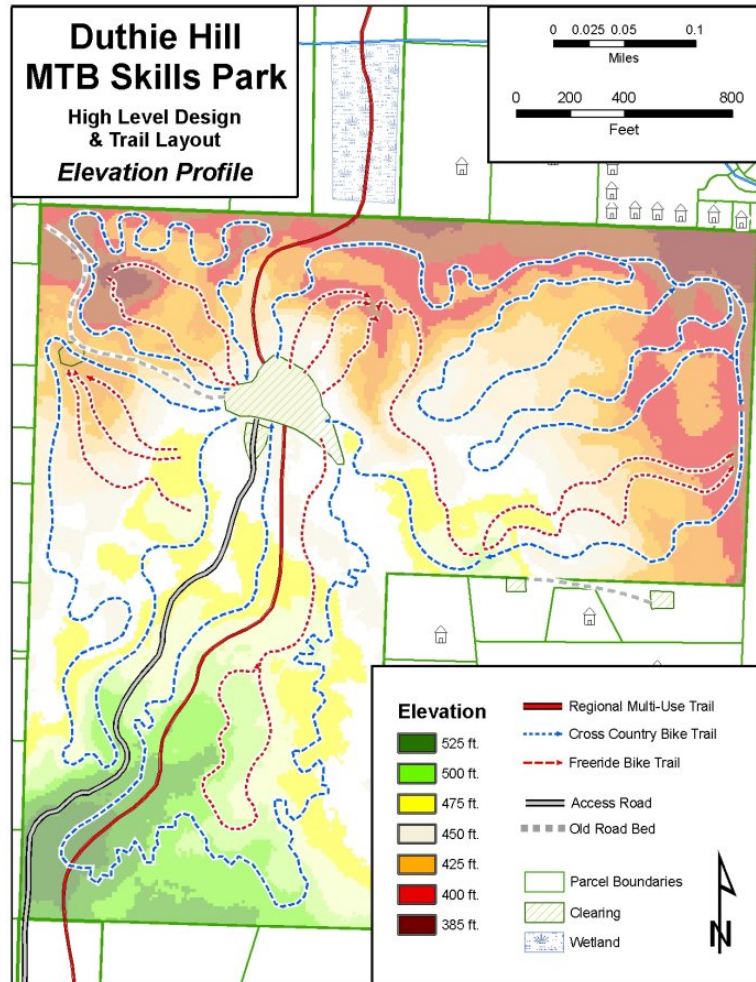 Duthie Hill
MTB Skills Park
High Level Design
& Trail Layout
Elevation Profile
0 0.025 0.05 0.1
Miles
0 200 400 800
Feet
Elevation
525 ft.
500 ft.
475 ft.
450 ft.
425 ft.
400 ft.
385 ft.
Regional Multi-Use Trail
Cross Country Bike Trail
Freeride Bike Trail
Access Road
Old Road Bed
Parcel Boundaries
Clearing
Wetland
N